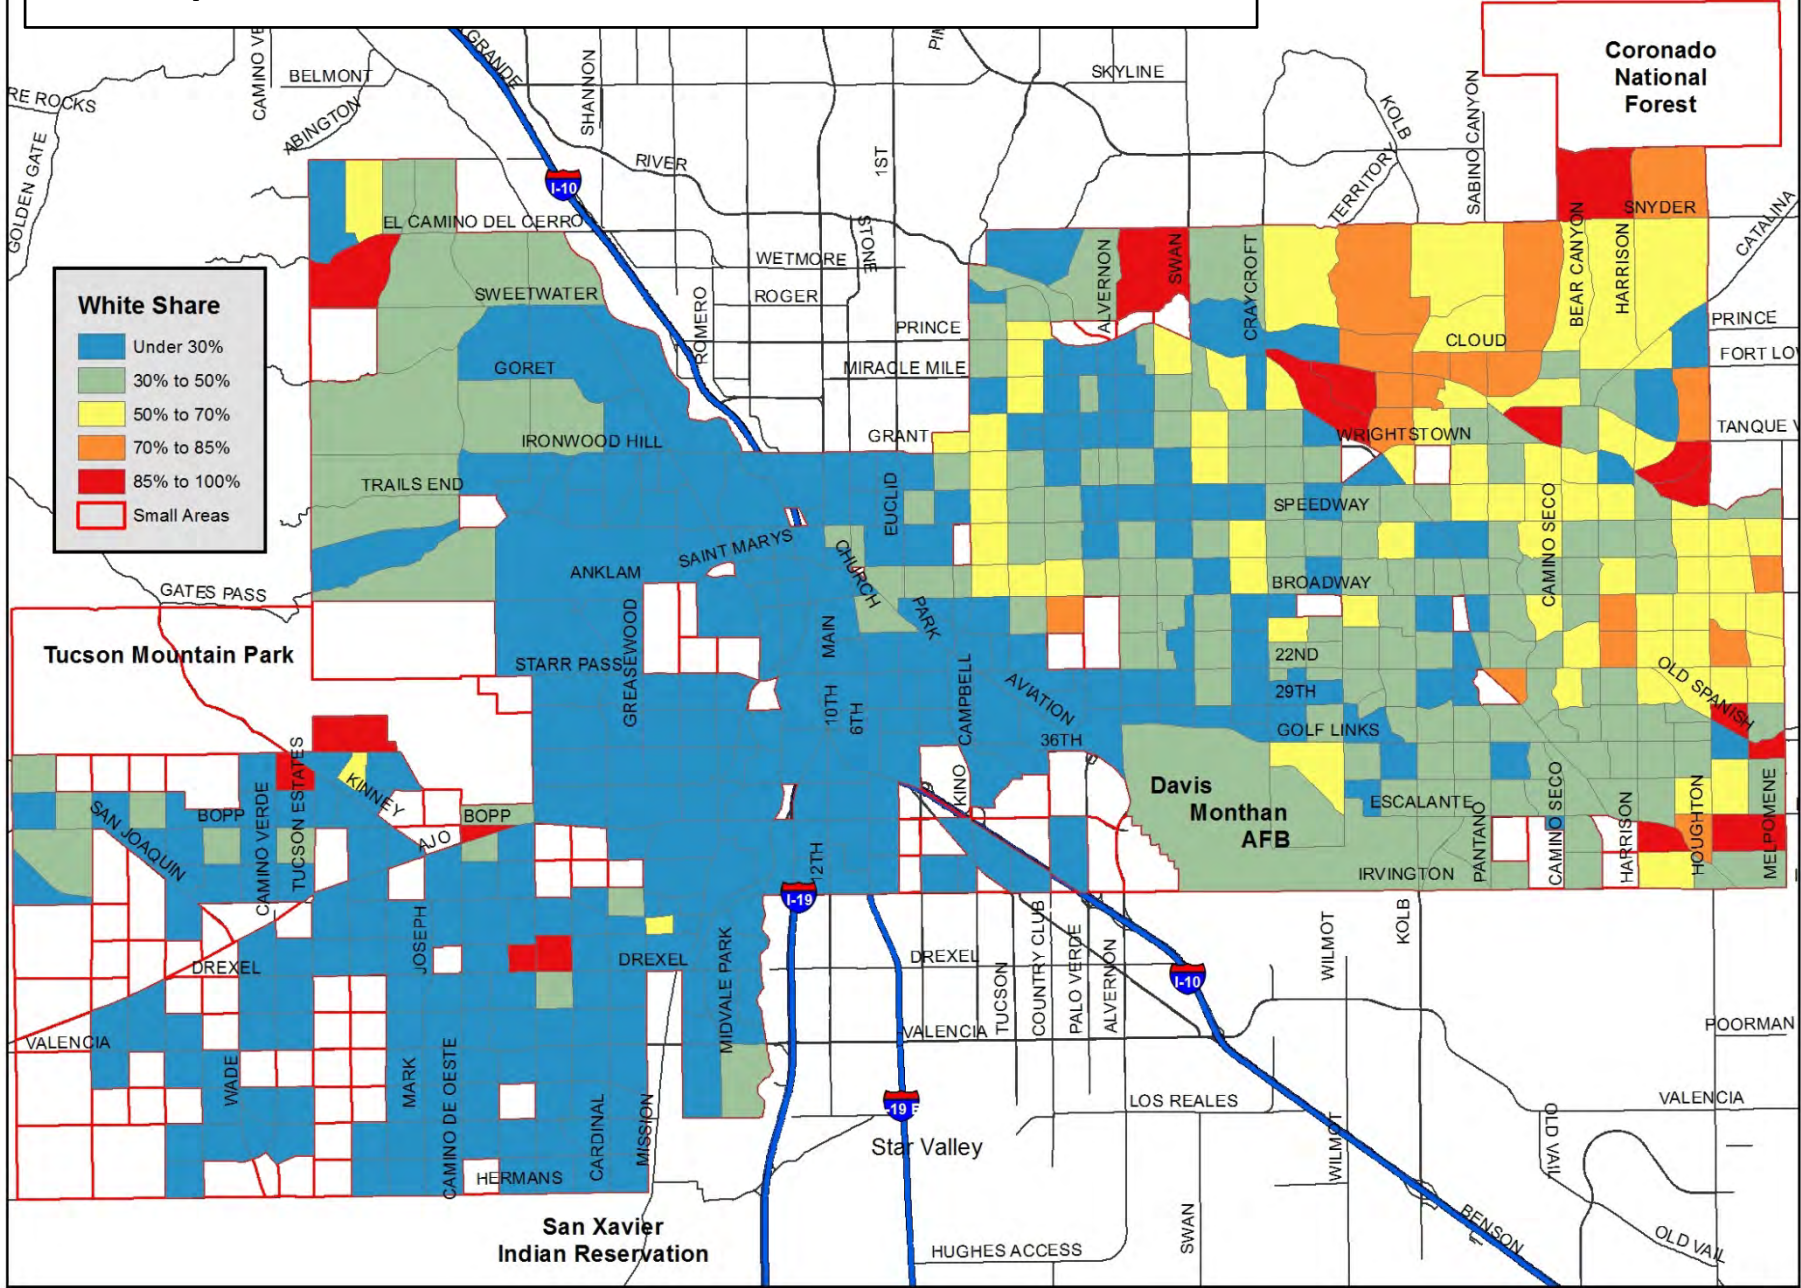 GRANDE
SHANNON
SKYLINE
BELMONT
ABINGTON
GOLDEN GATE
RIVER
1ST
KOLB
TERRITORY
SABINO CANYON
Coronado
National
Forest
I-10
EL CAMINO DEL CERRO
STONE
WETMORE
ROGER
SWEETWATER
ROMERO
PRINCE
MIRACLE MILE
GORET
GRANT
IRONWOOD HILL
TRAILS END
ALVERNON
SWAN
CRAYCROFT
BEAR CANYON
HARRISON
SNYDER
CATALINA
CLOUD
PRINCE
FORT LO
TANQUE V
WRIGHTSTOWN
White Share
Under 30%
30% to 50%
50% to 70%
70% to 85%
85% to 100%
Small Areas
EUCLID
SPEEDWAY
CAMINO SECO
SAINT MARYS
CHURCH
ANKLAM
BROADWAY
GATES PASS
GREASEWOOD
MAIN
PARK
Tucson Mountain Park
STARR PASS
22ND
OLD SPANISH
29TH
10TH
6TH
CAMPBELL
AVIATION
36TH
GOLF LINKS
TUCSON ESTATES
CAMINO VERDE
KINNEY
BOPP
BOPP
SAN JOAQUIN
AJO
KINO
Davis
Monthan
AFB
ESCALANTE
PANTANO
CAMINO SECO
HARRISON
HOUGHTON
MELPOMENE
IRVINGTON
12TH
I-19
JOSEPH
DREXEL
DREXEL
DREXEL
MIDVALE PARK
TUCSON
COUNTRY CLUB
PALO VERDE
ALVERNON
I-10
WILMOT
KOLB
VALENCIA
VALENCIA
POORMAN
WADE
MARK
CAMINO DE OESTE
CARDINAL
MISSION
LOS REALES
VALENCIA
Star Valley
HERMANS
WILMOT
OLD VAIL
San Xavier
Indian Reservation
HUGHES ACCESS
SWAN
BENSON
OLD VAIL